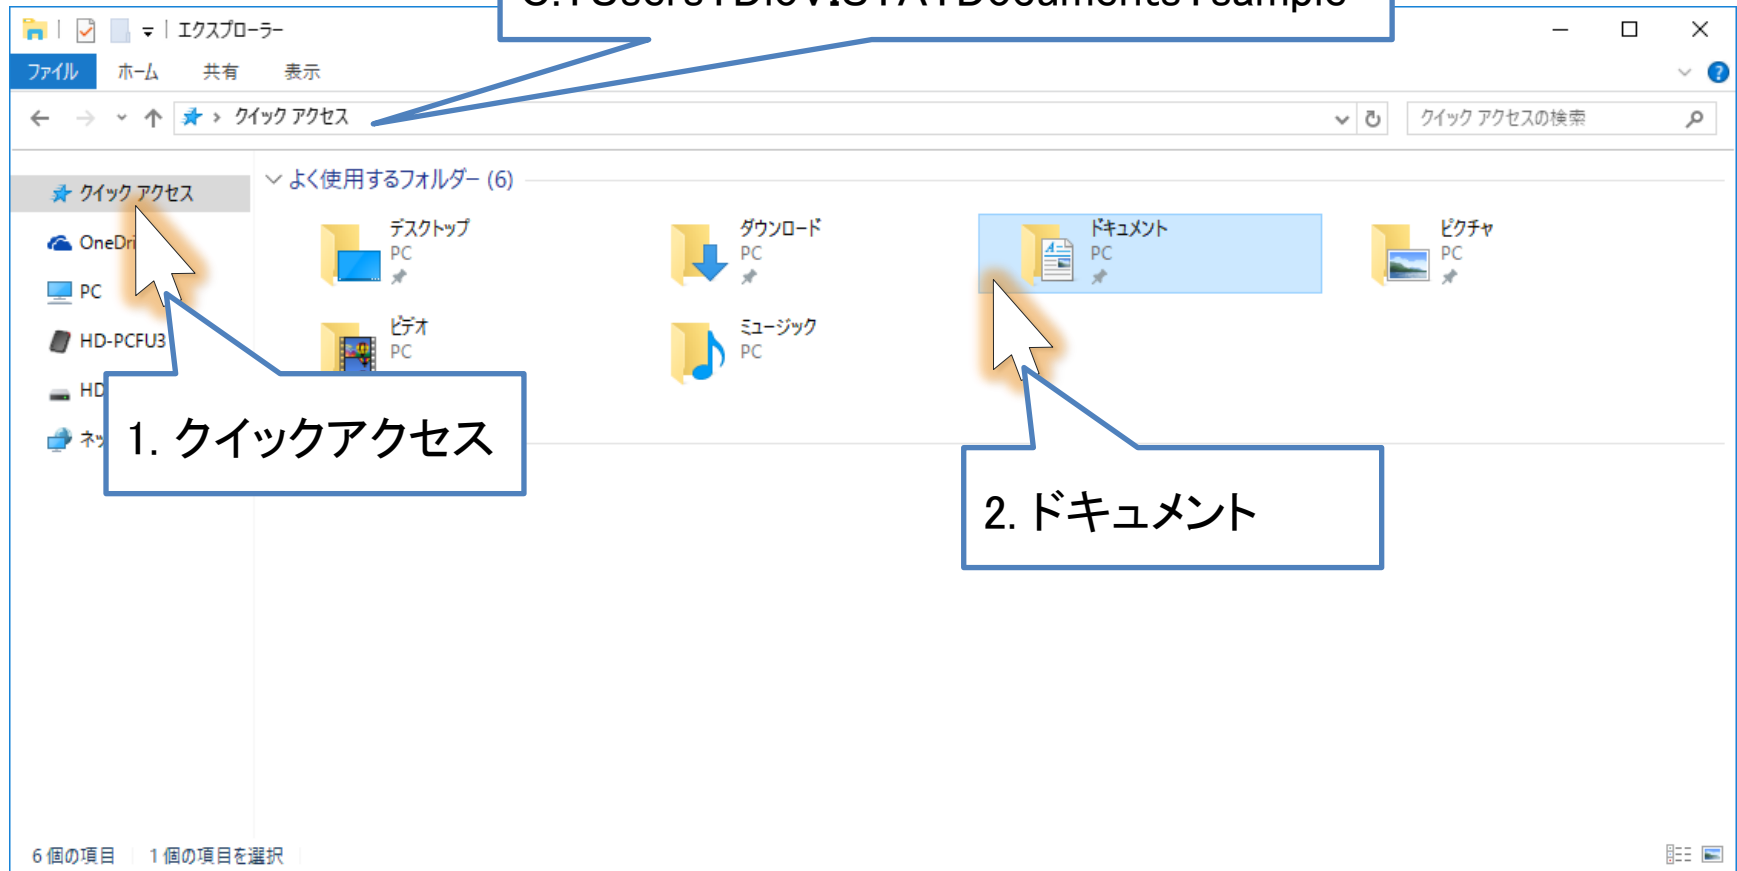 エクスプローラー
ファイル ホーム 共有 表示
クイック アクセス
クイック アクセスの検索
クイック アクセス
PC
HD-PCFU3
よく使用するフォルダー (6)
デスクトップ
PC
ダウンロード
PC
ドキュメント
PC
ピクチャ
PC
ビデオ
PC
ミュージック
PC
1. クイックアクセス
2. ドキュメント
6 個の項目 1 個の項目を選択